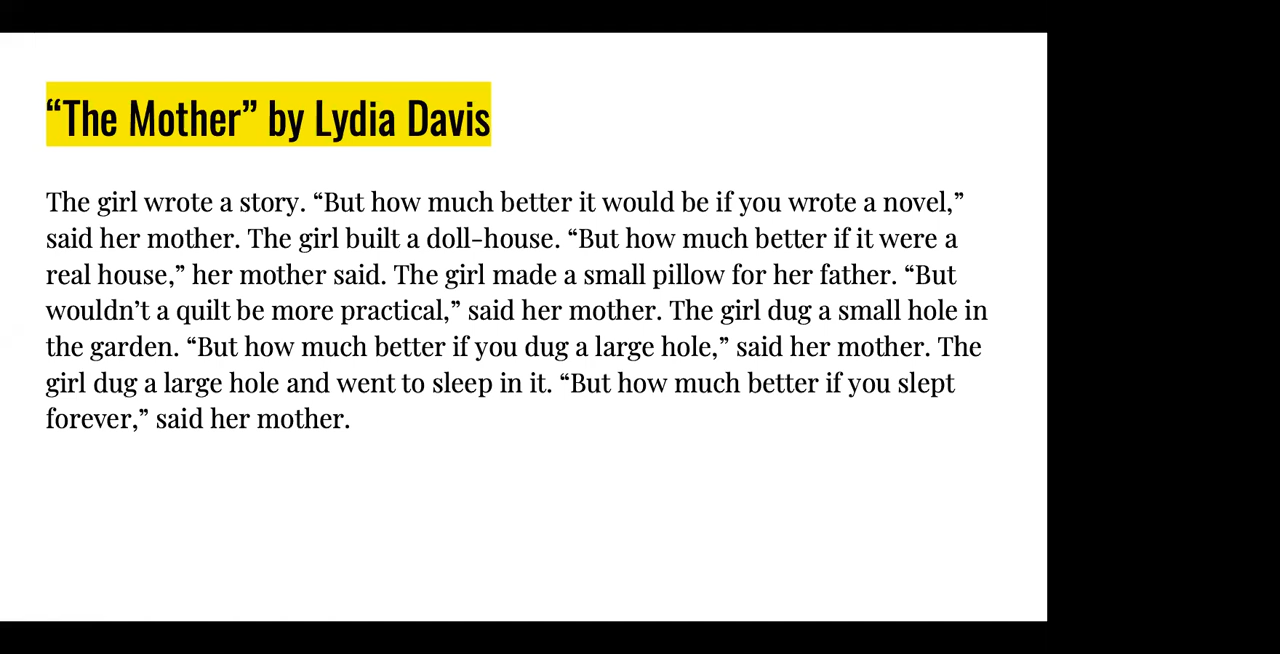 “The Mother” by Lydia Davis
The girl wrote a story. “But how much better it would be if you wrote a novel,”
said her mother. The girl built a doll-house. “But how much better if it were a
real house,” her mother said. The girl made a small pillow for her father. “But
wouldn’t a quilt be more practical,” said her mother. The girl dug a small hole in
the garden. “But how much better if you dug a large hole,” said her mother. The
girl dug a large hole and went to sleep in it. “But how much better if you slept
forever,” said her mother.